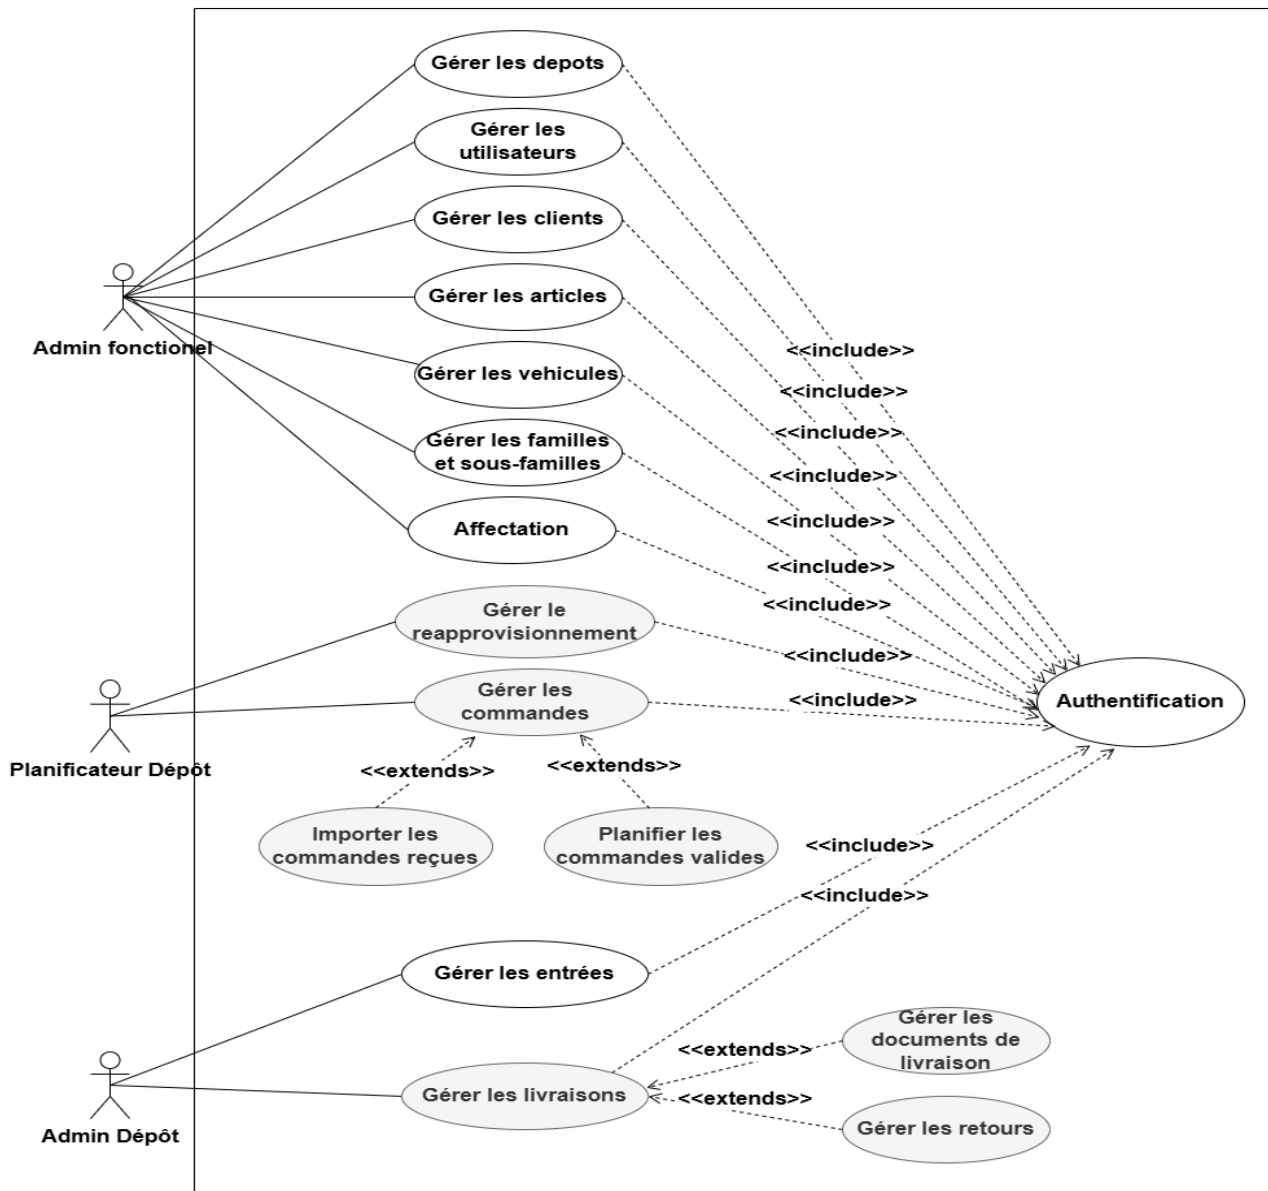 Gérer les depots
Gérer les
utilisateurs
Gérer les clients
Gérer les articles
Admin fonctionel
<<include>>
Gérer les vehicules
<<include>>
Gérer les familles
et sous-familles
<<include>>
<<include>>
Affectation
<<include>>
<<include>>
Gérer le
reapprovisionnement
<<include>>
<<include>>
Gérer les
commandes
<<include>>
Authentification
Planificateur Dépôt
<<extends>>
<<extends>>
Importer les
commandes reçues
Planifier les
commandes valides
<<include>>
<<include>>
Gérer les entrées
Gérer les
documents de
livraison
<<extends>>
Gérer les livraisons
<<extends>>
Admin Dépôt
Gérer les retours